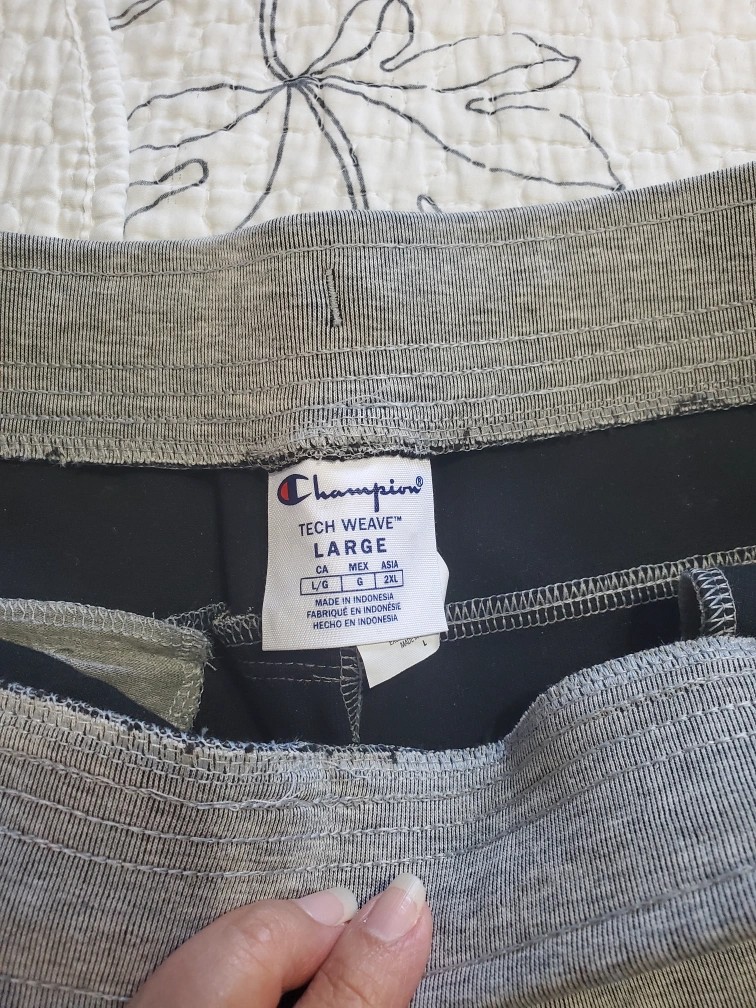 Champion®
TECH WEAVE™
LARGE
CA MEX ASIA
L/G G 2XL
MADE IN INDONESIA
FABRIQUÉ EN INDONÉSIE
HECHO EN INDONESIA
L